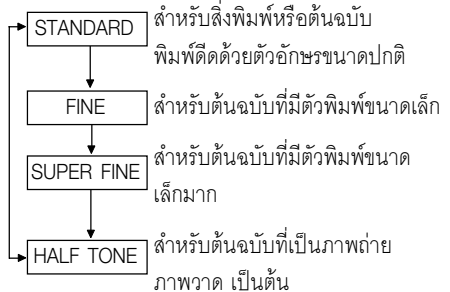 STANDARD สำหรับสิ่งพิมพ์หรือต้นฉบับ
พิมพ์ดีดด้วยตัวอักษรขนาดปกติ
FINE สำหรับต้นฉบับที่มีตัวพิมพ์ขนาดเล็ก
SUPER FINE สำหรับต้นฉบับที่มีตัวพิมพ์ขนาด
เล็กมาก
HALF TONE สำหรับต้นฉบับที่เป็นภาพถ่าย
ภาพวาด เป็นต้น